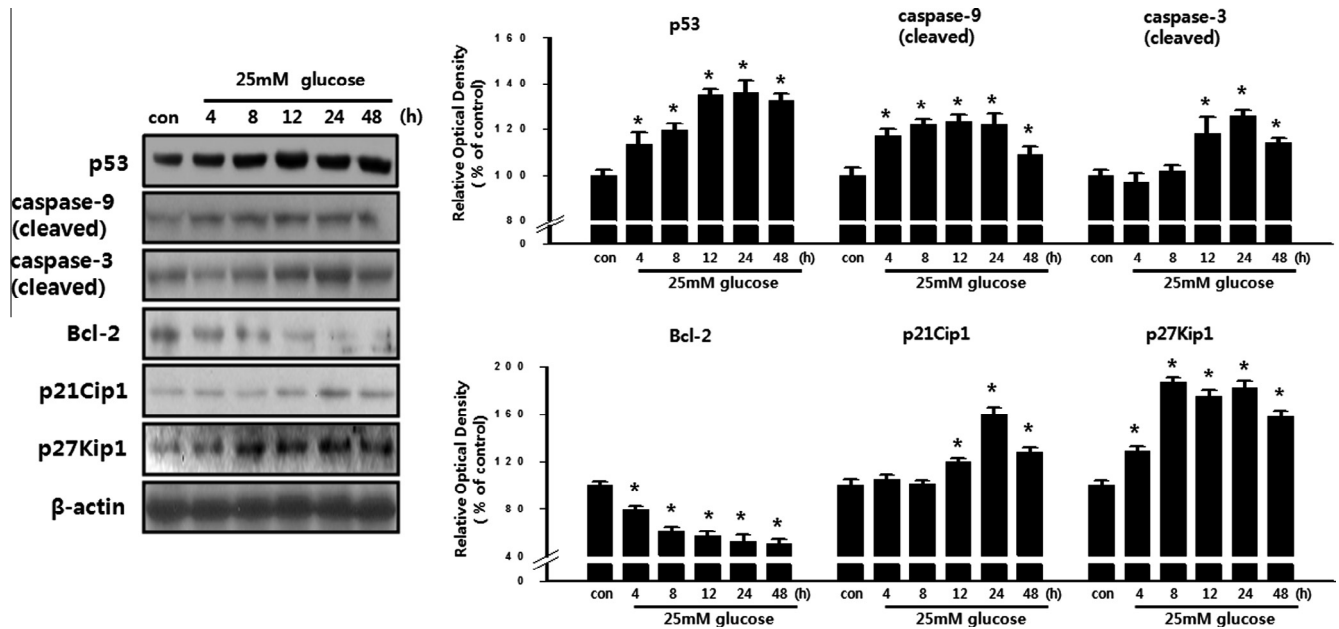 25mM glucose
con 4 8 12 24 48 (h)
p53
caspase-9
(cleaved)
caspase-3
(cleaved)
Bcl-2
p21Cip1
p27Kip1
β-actin
p53
caspase-9
(cleaved)
caspase-3
(cleaved)
Relative Optical Density
( % of control)
160
140
120
100
80
0
* * * * *
* * * * *
* * *
con 4 8 12 24 48 (h)
25mM glucose
con 4 8 12 24 48 (h)
25mM glucose
con 4 8 12 24 48 (h)
25mM glucose
Bcl-2
p21Cip1
p27Kip1
Relative Optical Density
( % of control)
200
160
120
80
40
0
* * * * *
* * *
* * * * *
con 4 8 12 24 48 (h)
25mM glucose
con 4 8 12 24 48 (h)
25mM glucose
con 4 8 12 24 48 (h)
25mM glucose